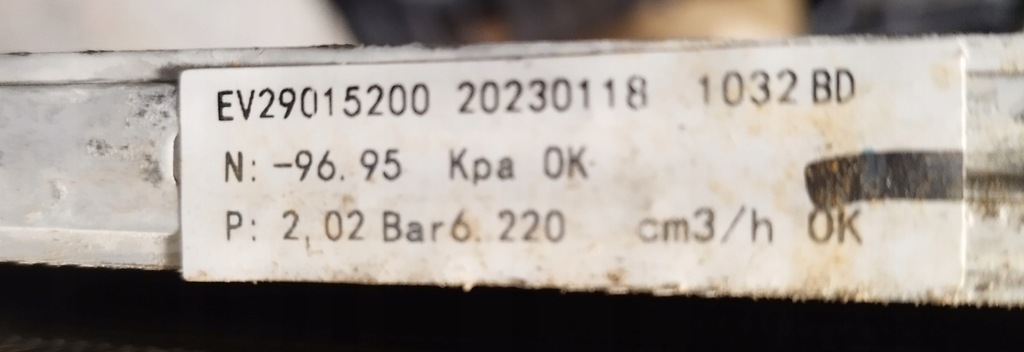 EV29015200 20230118 1032 BD
N: -96.95 Kpa OK
P: 2,02 Bar6.220 cm3/h OK